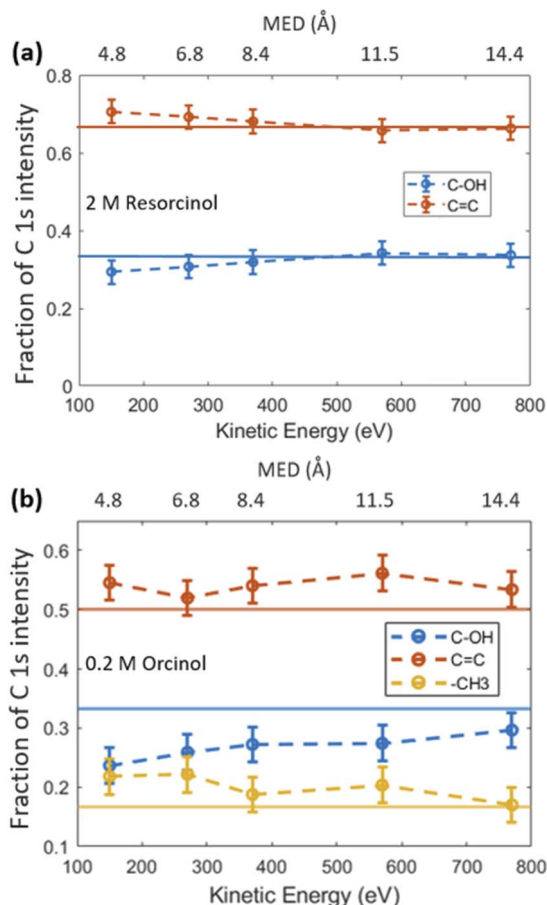 MED (Å)
(a)
4.8 6.8 8.4 11.5 14.4
0.8
0.6
0.4
0.2
0
Fraction of C 1s intensity
2 M Resorcinol
C-OH
C=C
100 200 300 400 500 600 700 800
Kinetic Energy (eV)
MED (Å)
(b)
4.8 6.8 8.4 11.5 14.4
0.6
0.5
0.4
0.3
0.2
0.1
Fraction of C 1s intensity
0.2 M Orcinol
C-OH
C=C
-CH3
100 200 300 400 500 600 700 800
Kinetic Energy (eV)